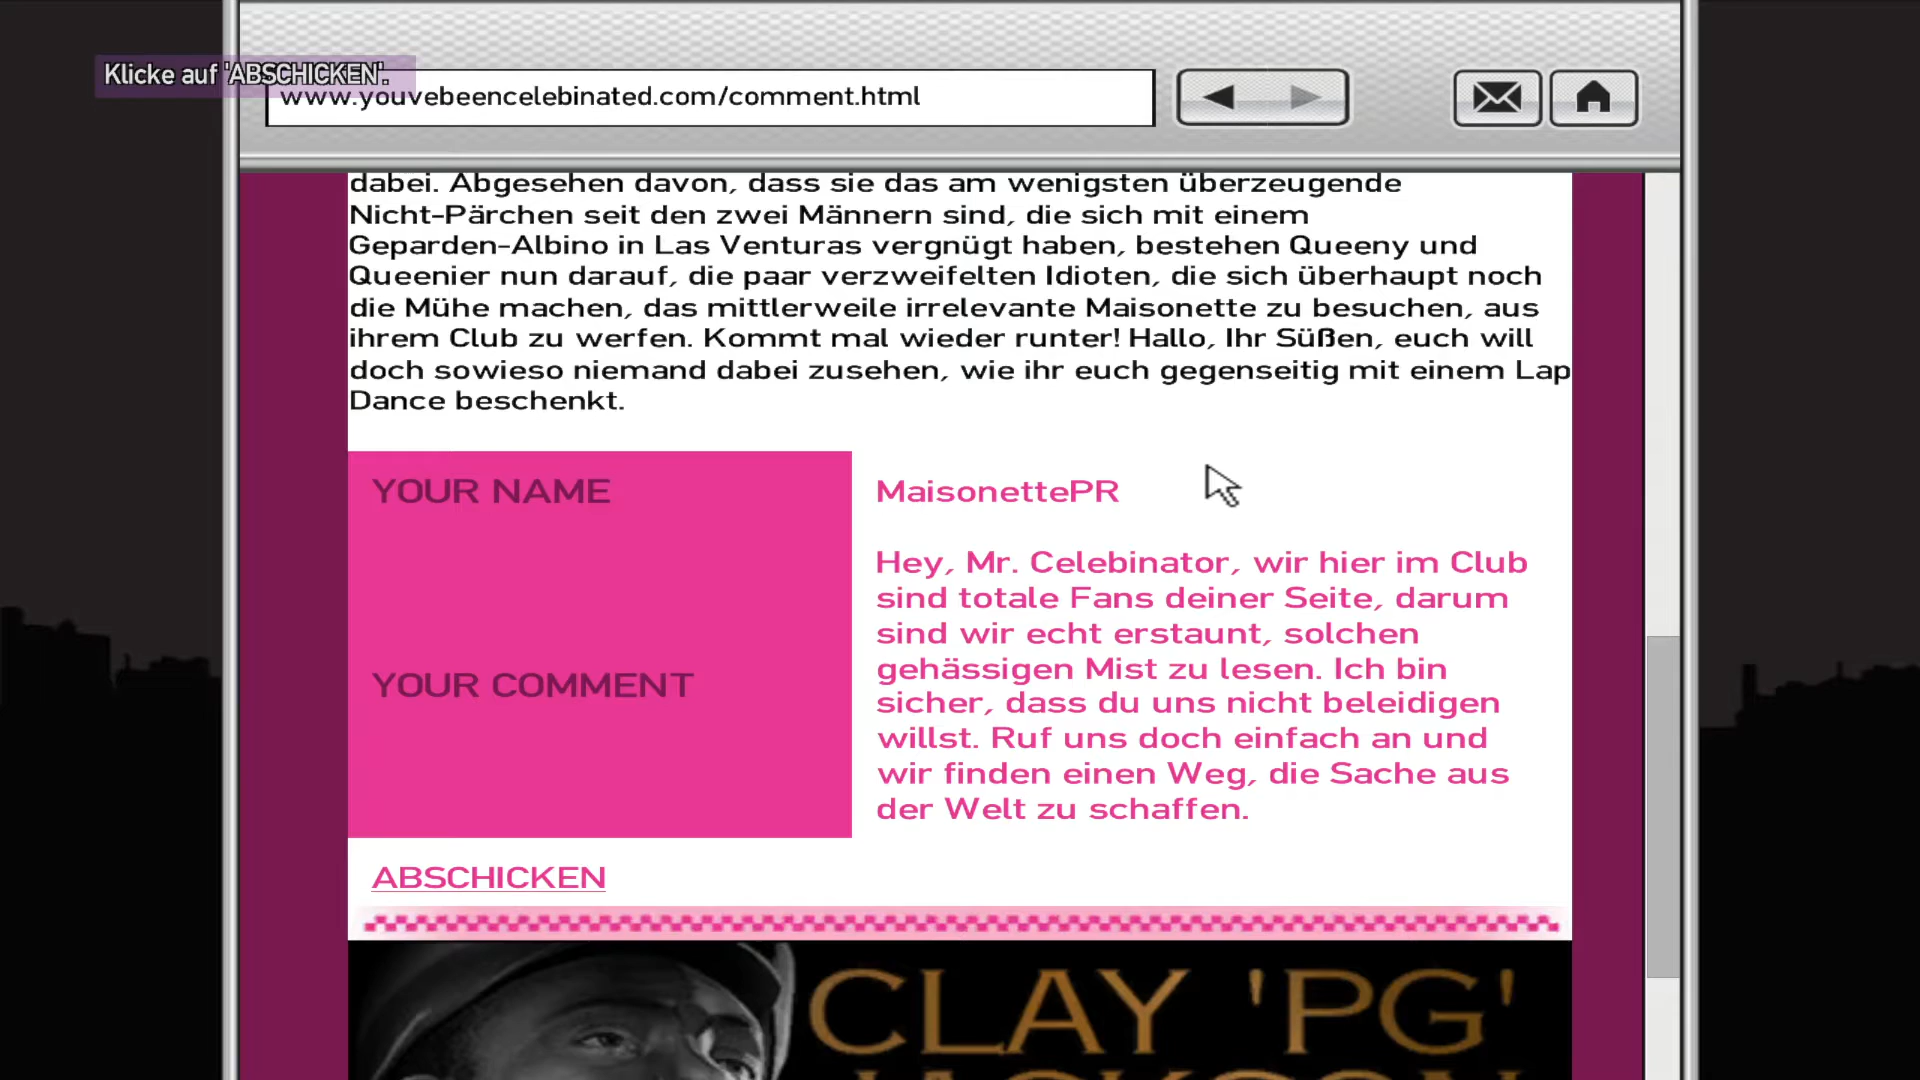 Klicke auf 'ABSCHICKEN'.
www.youvebeencelebinated.com/comment.html
dabei. Abgesehen davon, dass sie das am wenigsten überzeugende
Nicht-Pärchen seit den zwei Männern sind, die sich mit einem
Geparden-Albino in Las Venturas vergnügt haben, bestehen Queeny und
Queenier nun darauf, die paar verzweifelten Idioten, die sich überhaupt noch
die Mühe machen, das mittlerweile irrelevante Maisonette zu besuchen, aus
ihrem Club zu werfen. Kommt mal wieder runter! Hallo, Ihr Süßen, euch will
doch sowieso niemand dabei zusehen, wie ihr euch gegenseitig mit einem Lap
Dance beschenkt.
YOUR NAME
MaisonettePR
YOUR COMMENT
Hey, Mr. Celebinator, wir hier im Club
sind totale Fans deiner Seite, darum
sind wir echt erstaunt, solchen
gehässigen Mist zu lesen. Ich bin
sicher, dass du uns nicht beleidigen
willst. Ruf uns doch einfach an und
wir finden einen Weg, die Sache aus
der Welt zu schaffen.
ABSCHICKEN
CLAY 'PG'
JACKSON